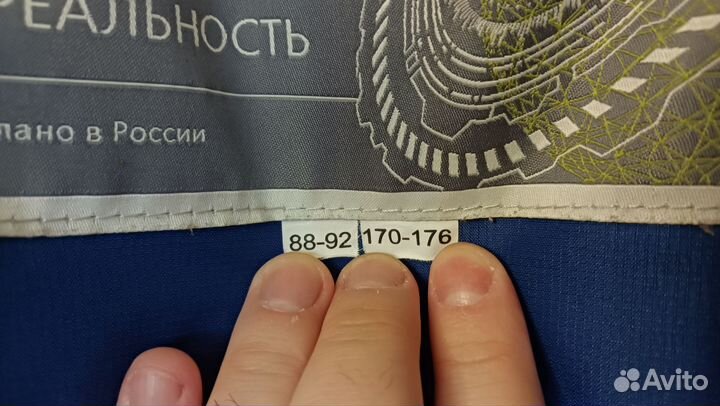 РЕАЛЬНОСТЬ
лано в России
88-92 170-176
Avito